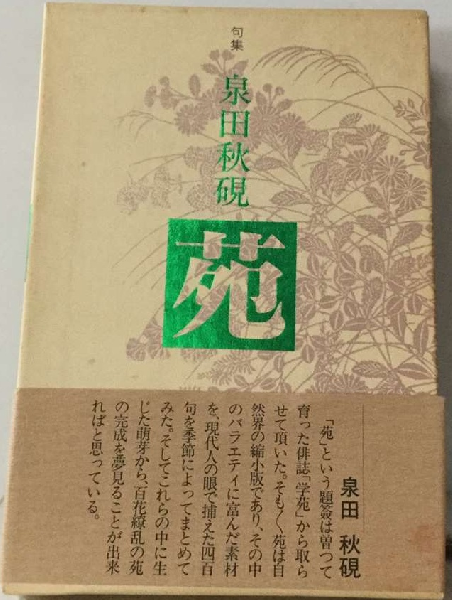 句集
泉田秋硯
苑
泉田 秋硯
「苑」という題簽は曽つて
育った俳誌「学苑」から取ら
せて頂いた。そも〱苑は自
然界の縮小版であり、その中
のバラエティに富んだ素材
を、現代人の眼で捕えた四百
句を季節によってまとめて
みた。そしてこれらの中に生
じた萌芽から、百花繚乱の苑
の完成を夢見ることが出来
ればと思っている。